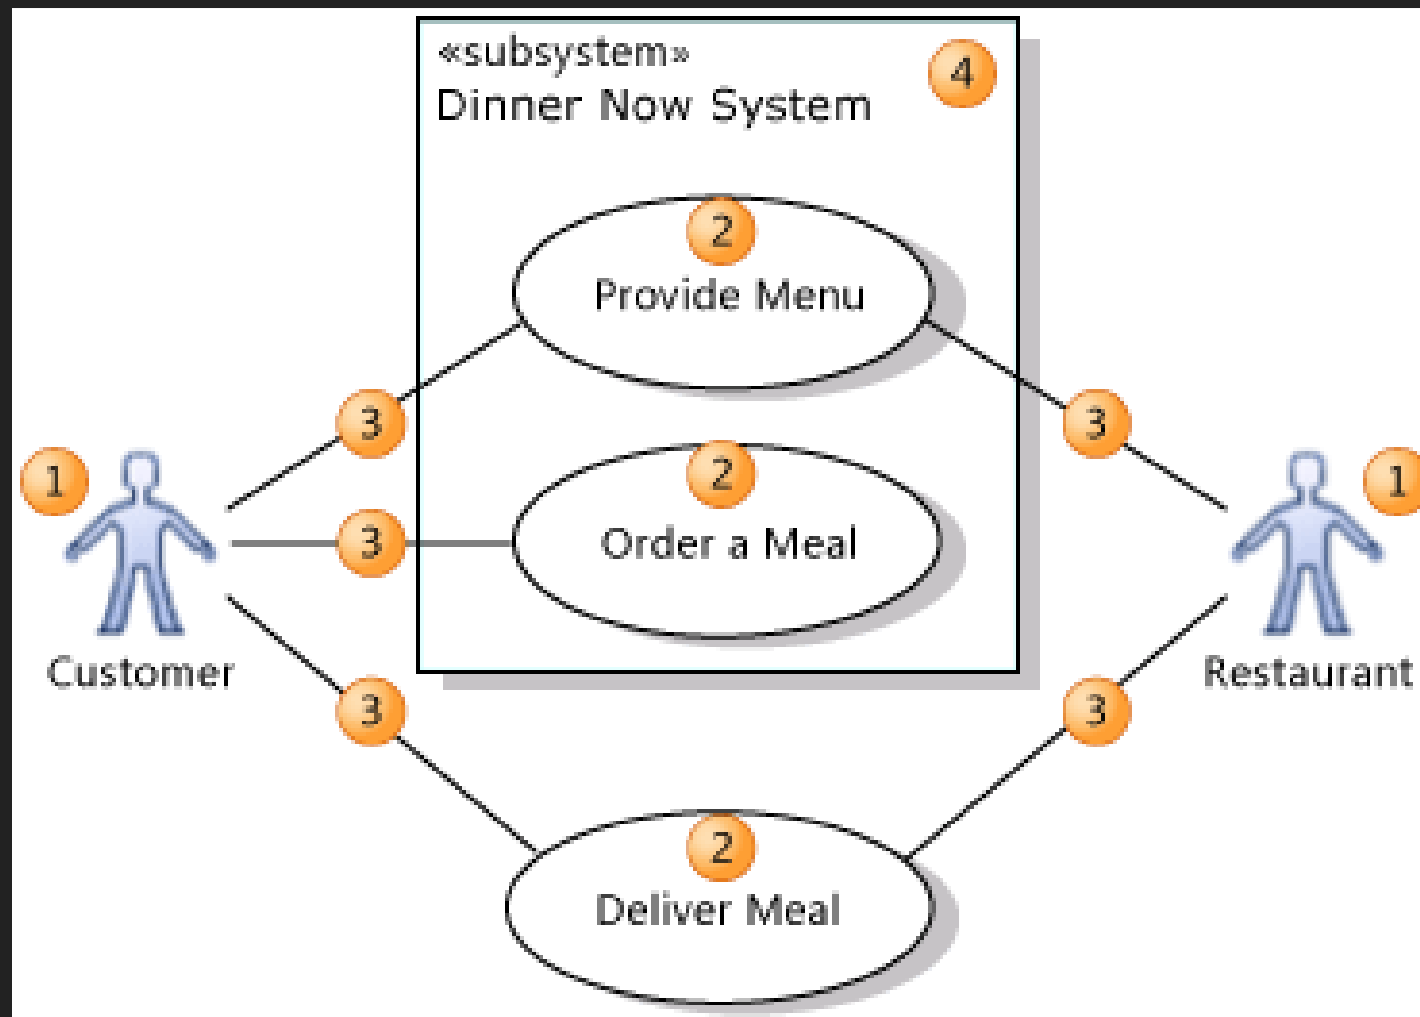 «subsystem»
Dinner Now System
4
2
Provide Menu
3
3
1
2
1
3
Order a Meal
Customer
Restaurant
3
3
2
Deliver Meal